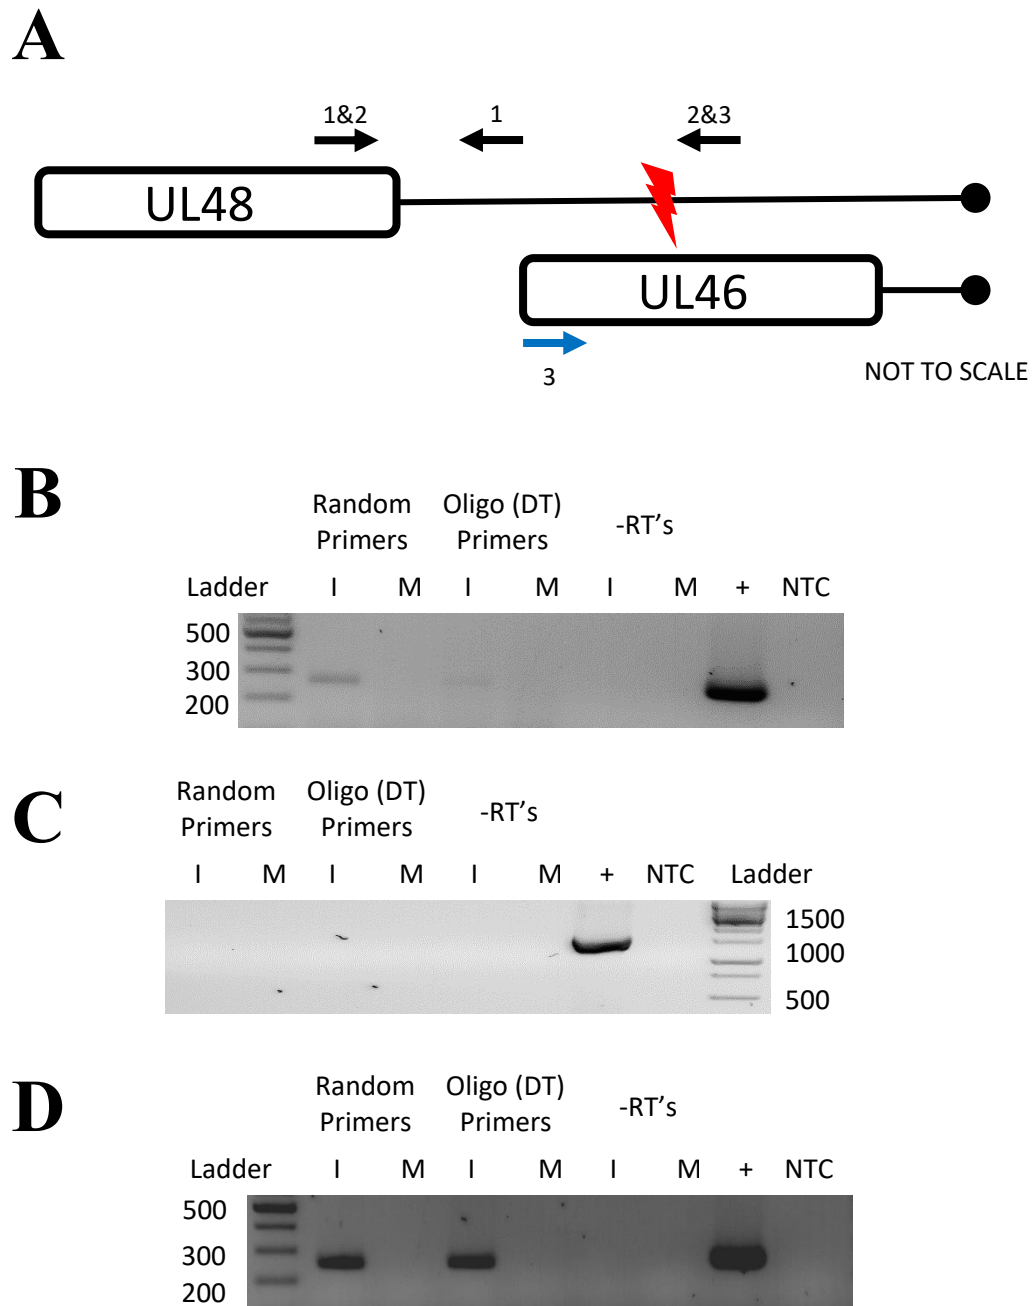 A
1&2 1 2&3
UL48
UL46
3
NOT TO SCALE
B
Random Oligo (DT)
Primers Primers -RT's
Ladder I M I M I M + NTC
500
300
200
C
Random Oligo (DT)
Primers Primers -RT's
I M I M I M + NTC Ladder
1500
1000
500
D
Random Oligo (DT)
Primers Primers -RT's
Ladder I M I M I M + NTC
500
300
200